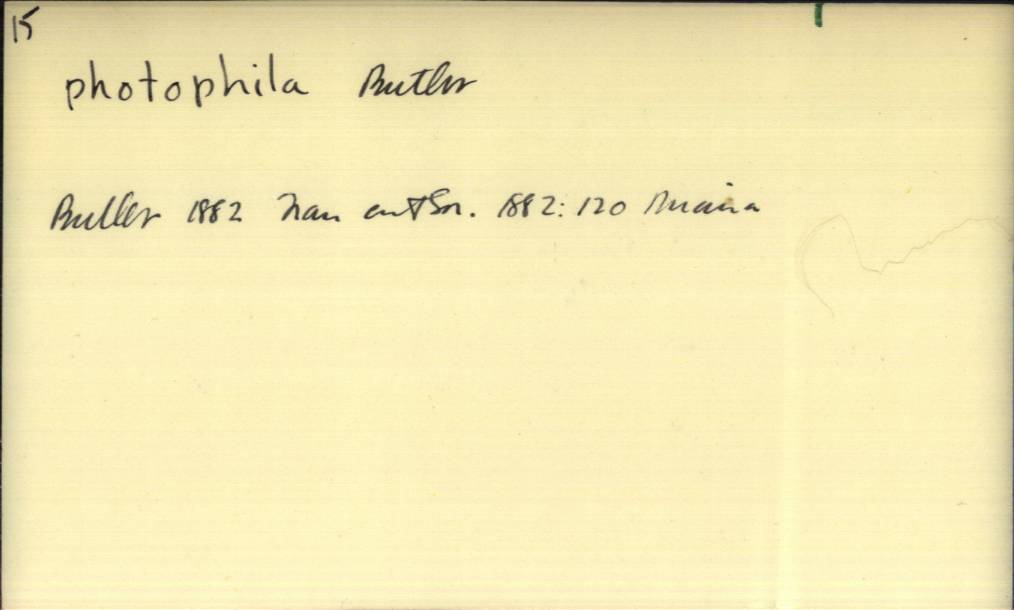 15
photophila Butler
Butler 1882 Tran ent Soc. 1882: 120